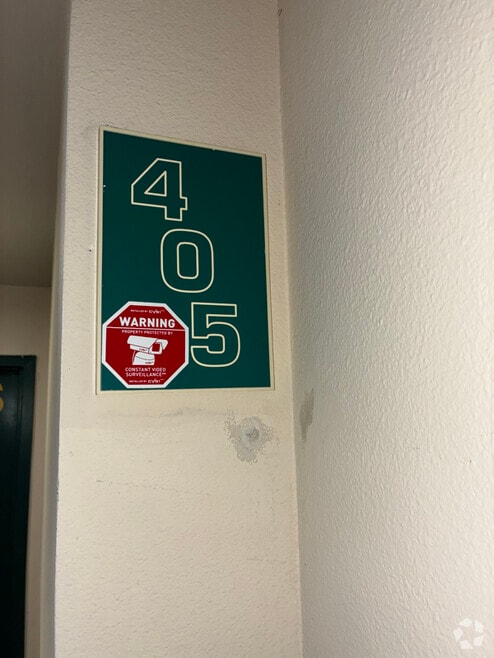 4
0
5
WARNING
PROPERTY PROTECTED BY
CONSTANT VIDEO
SURVEILLANCE